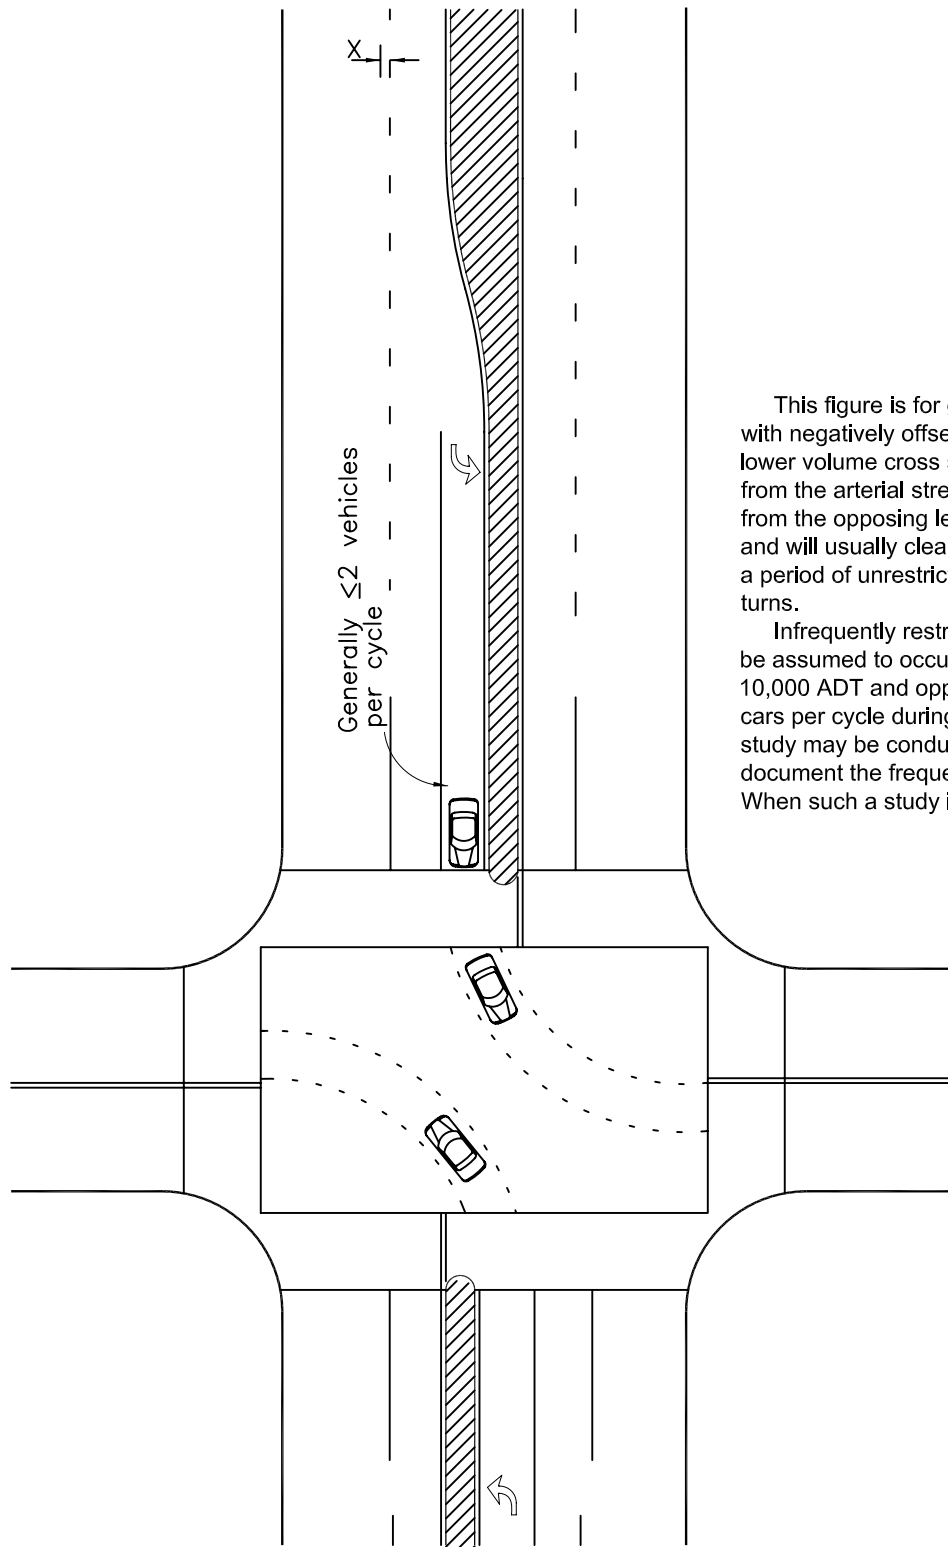 X
Generally ≤2 vehicles
per cycle
This figure is for
with negatively offse
lower volume cross
from the arterial stre
from the opposing le
and will usually clea
a period of unrestric
turns.
Infrequently restr
be assumed to occu
10,000 ADT and opp
cars per cycle during
study may be condu
document the freque
When such a study i